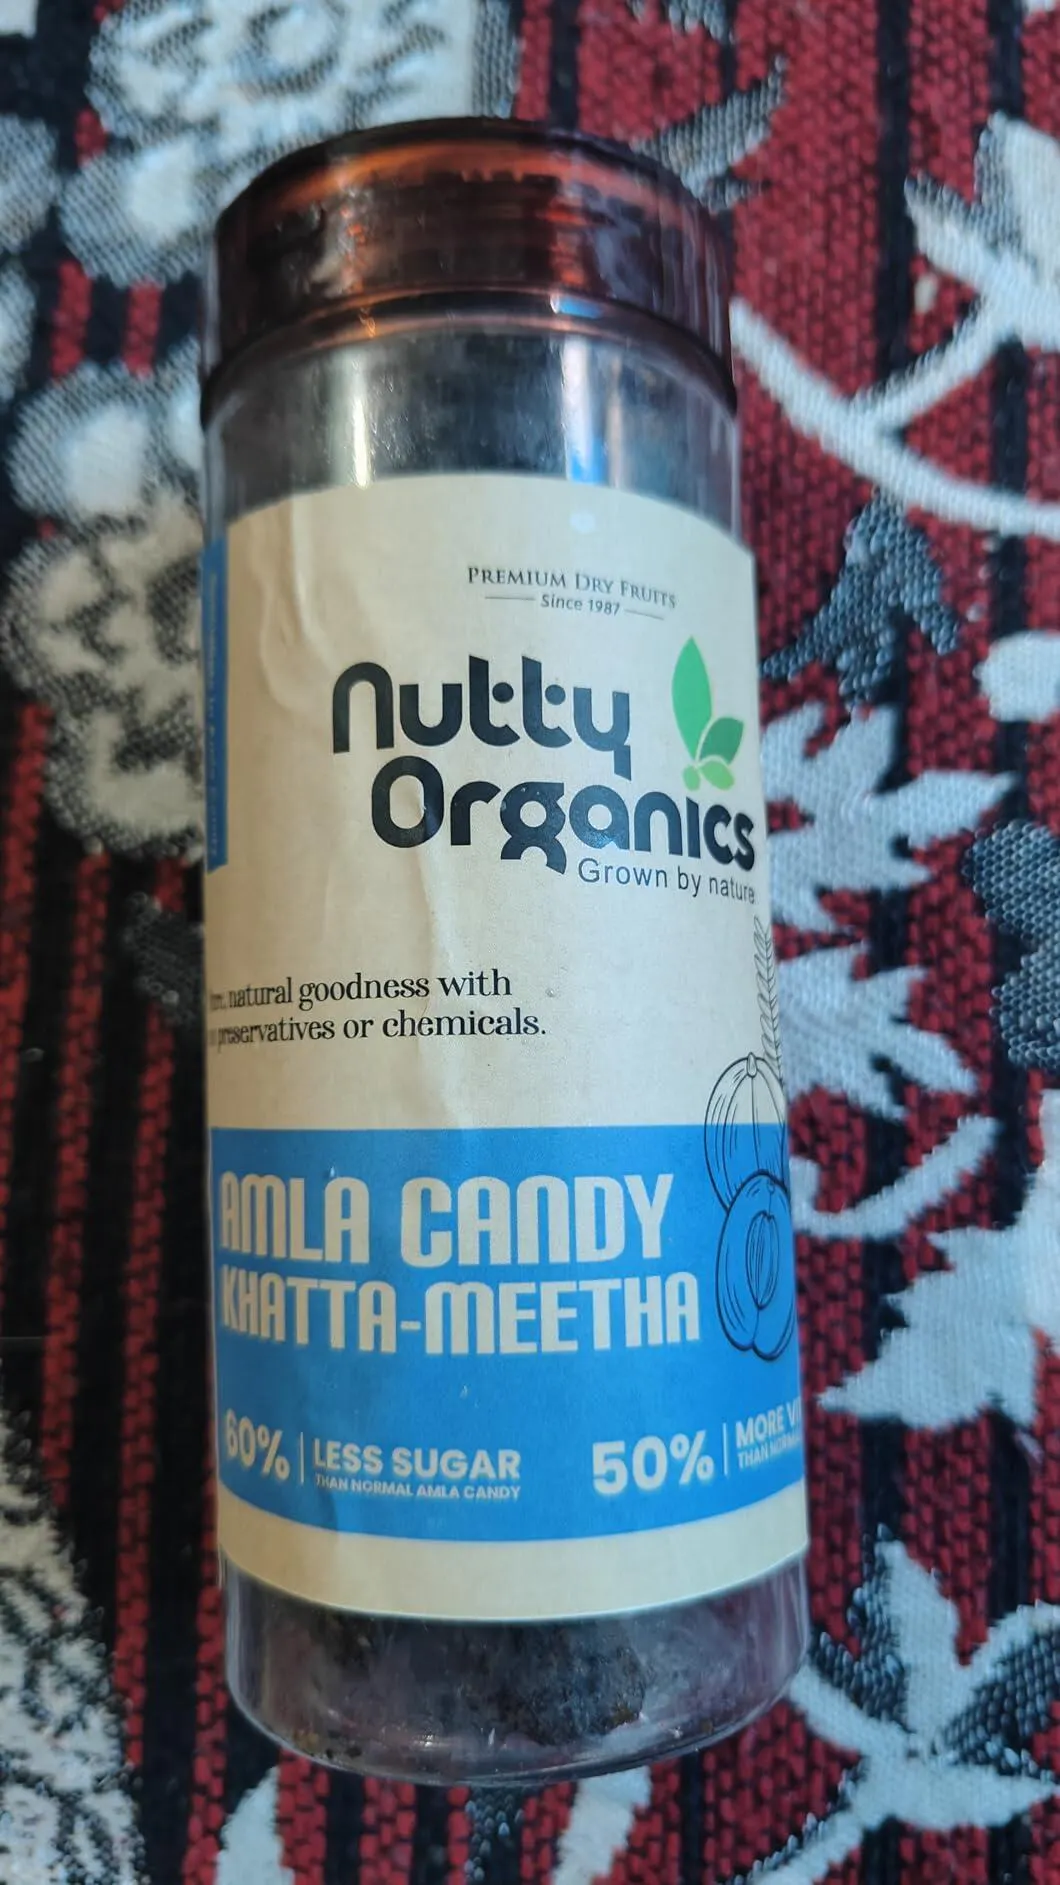 PREMIUM DRY FRUITS
Since 1987
nutty
Organics
Grown by nature
natural goodness with
preservatives or chemicals.
AMLA CANDY
KHATTA-MEETHA
60% LESS SUGAR
THAN NORMAL AMLA CANDY
50% MORE
THAN